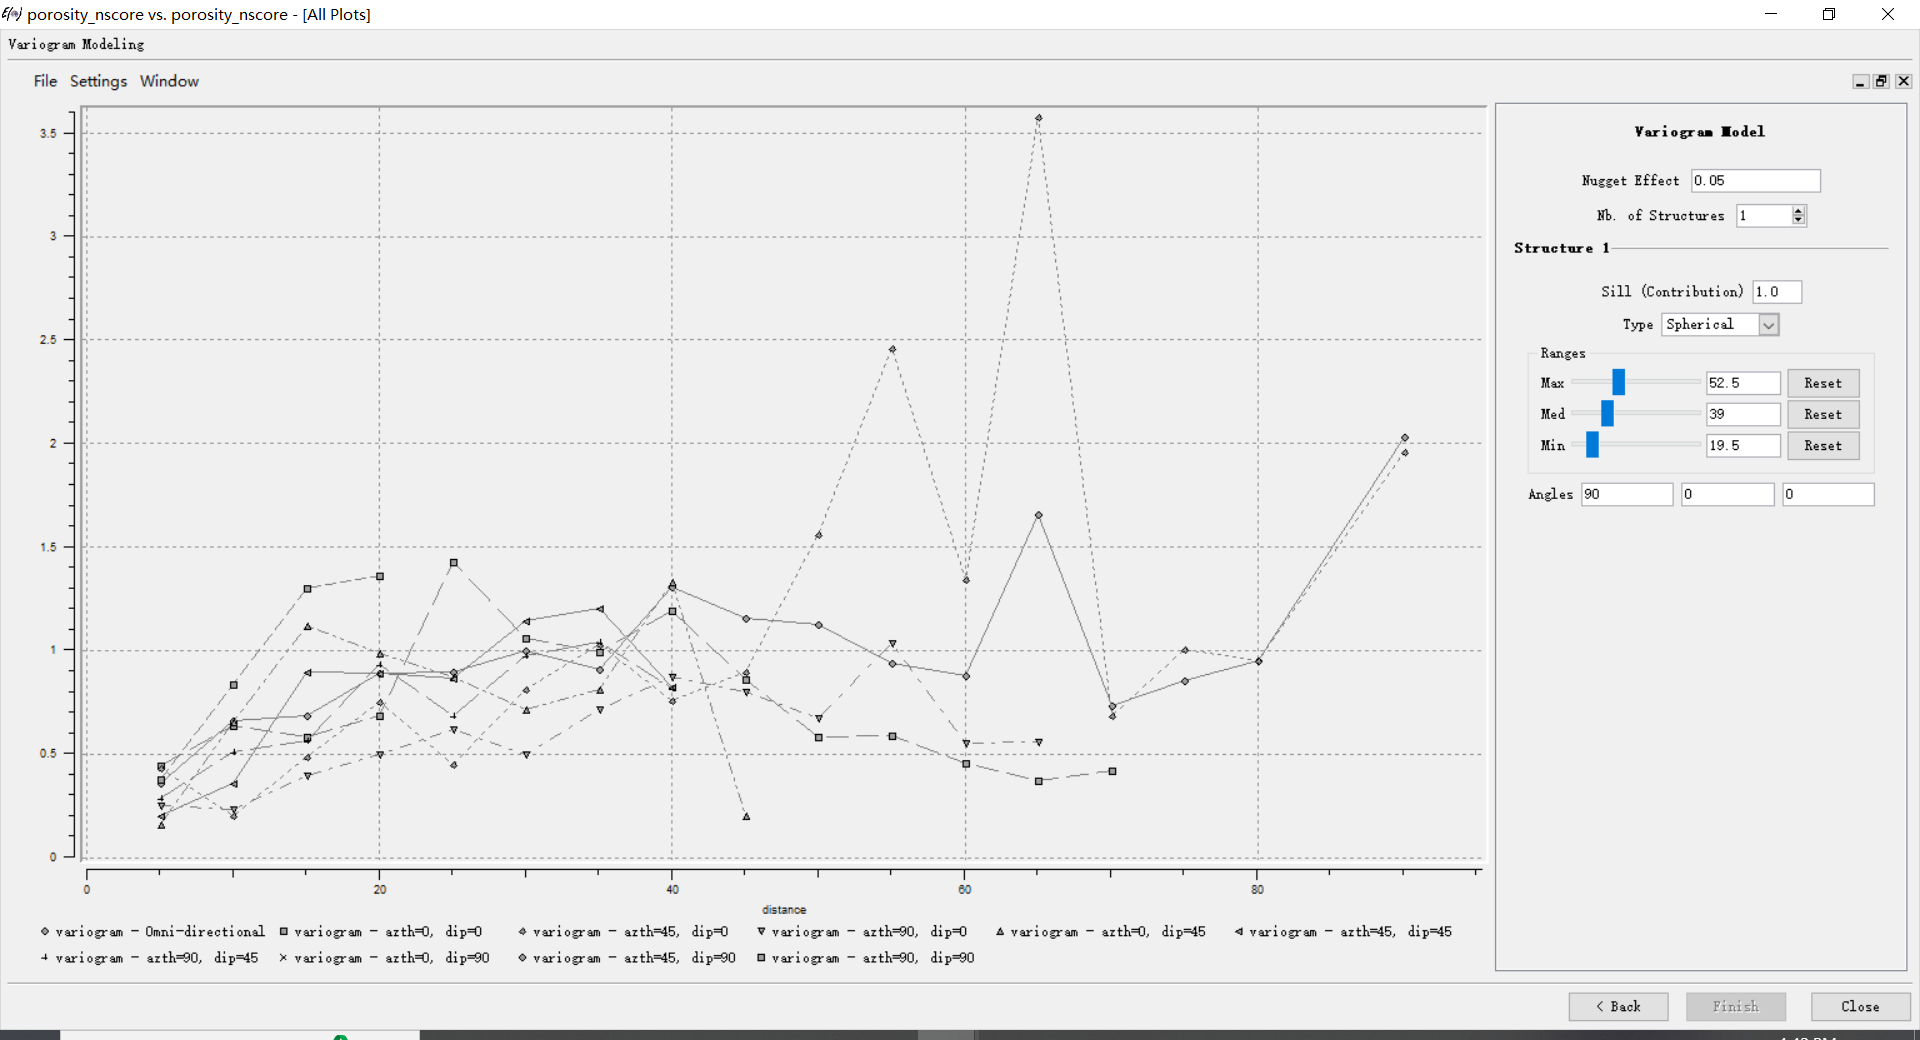 porosity_nscore vs. porosity_nscore - [All Plots]
Variogram Modeling
File Settings Window
3.5
3
2.5
2
1.5
1
0.5
0
0 20 40 60 80
distance
variogram - Omni-directional variogram - azth=0, dip=0 variogram - azth=45, dip=0 variogram - azth=90, dip=0 variogram - azth=0, dip=45 variogram - azth=45, dip=45
variogram - azth=90, dip=45 variogram - azth=0, dip=90 variogram - azth=45, dip=90 variogram - azth=90, dip=90
Variogram Model
Nugget Effect 0.05
Nb. of Structures 1
Structure 1
Sill (Contribution) 1.0
Type Spherical
Ranges
Max 52.5 Reset
Med 39 Reset
Min 19.5 Reset
Angles 90 0 0
< Back Finish Close